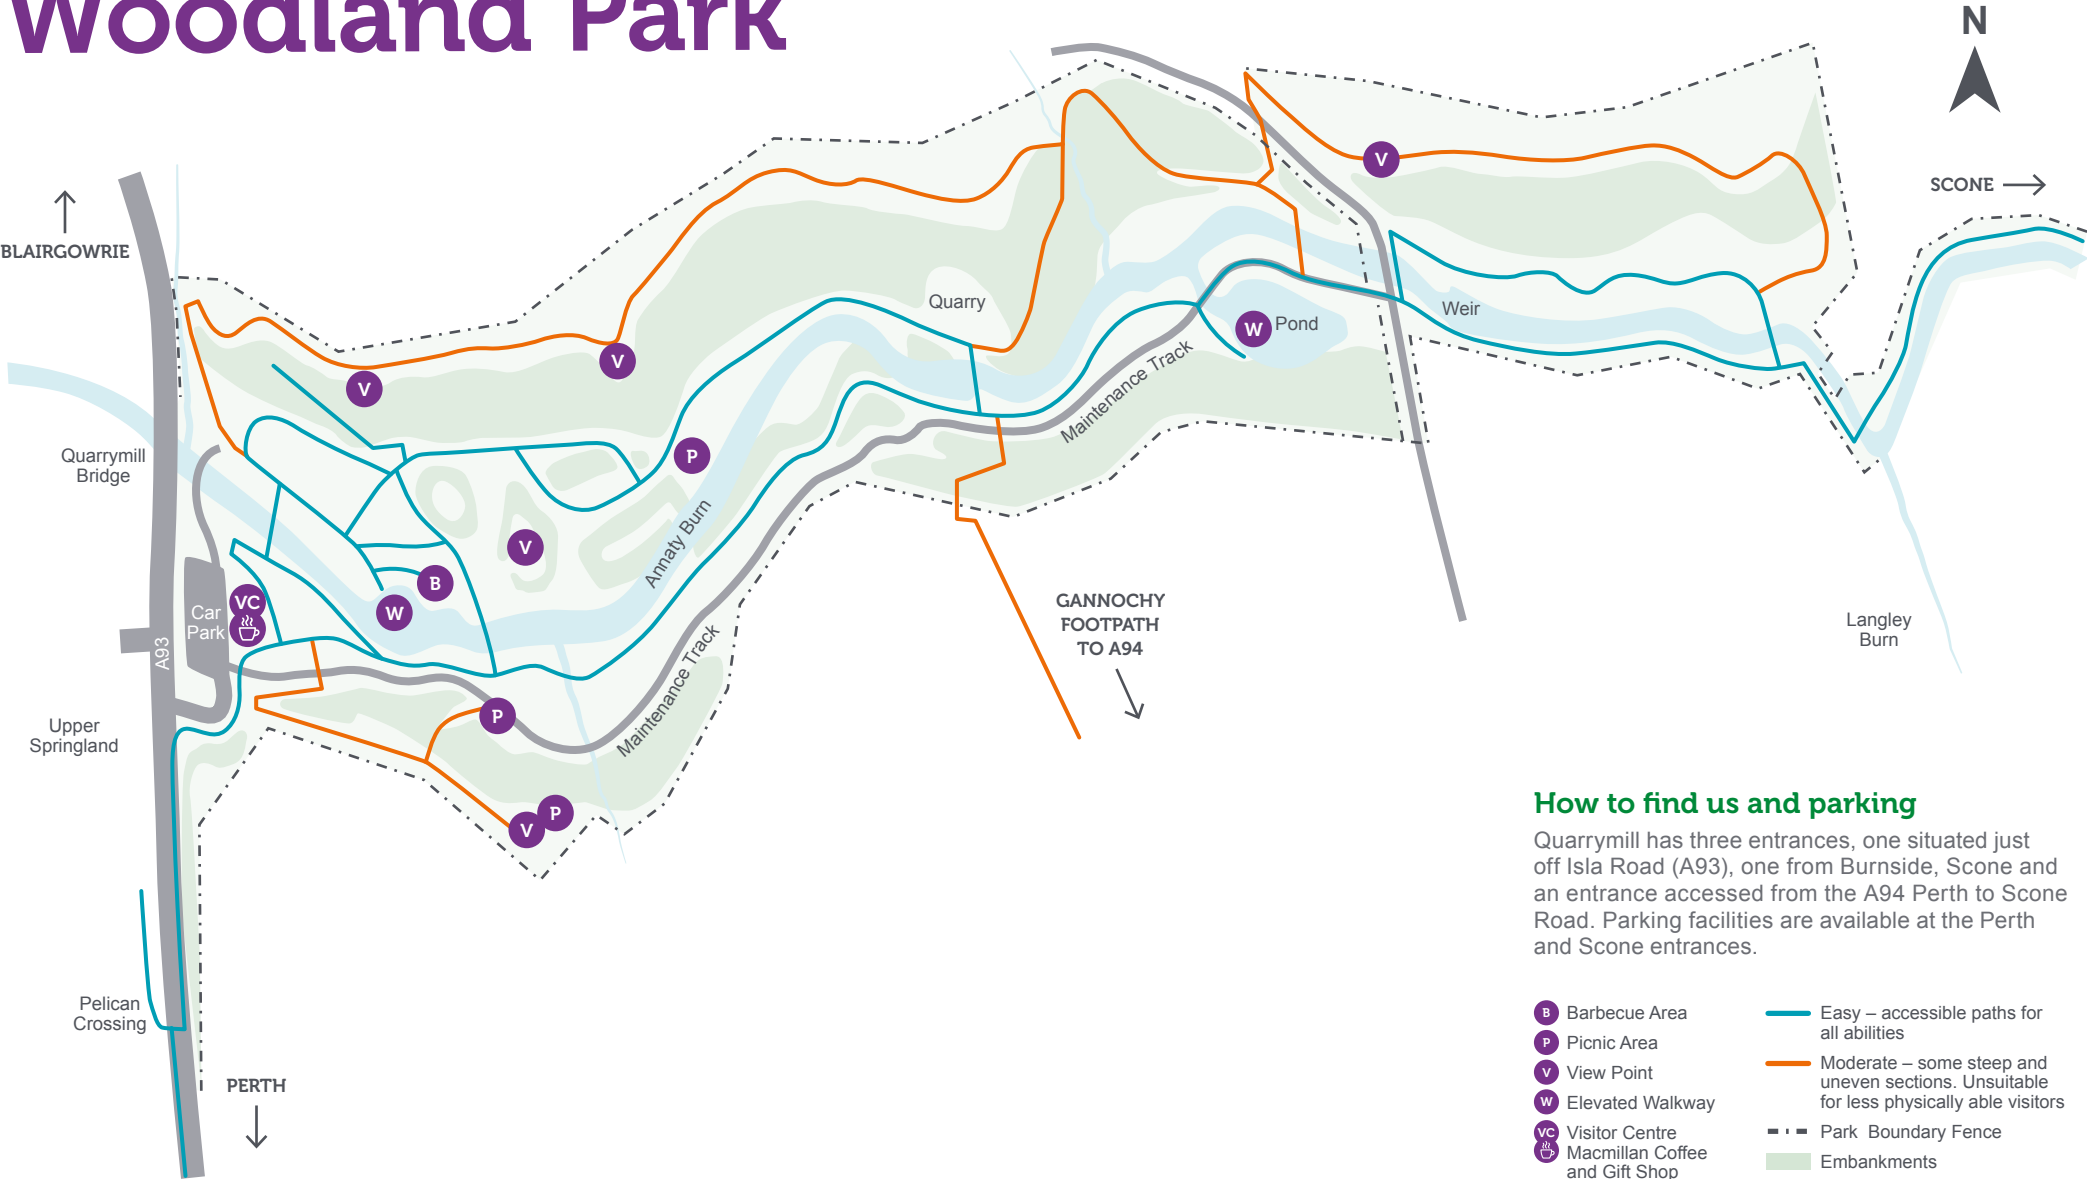 Woodland Park
N
SCONE
BLAIRGOWRIE
V
V
V
Quarry
Weir
W
Pond
Maintenance Track
Quarrymill
Bridge
P
Annaty Burn
V
B
W
VC
Car
Park
A93
GANNOCHY
FOOTPATH
TO A94
Langley
Burn
Maintenance Track
P
Upper
Springland
P
V
Pelican
Crossing
PERTH
How to find us and parking
Quarrymill has three entrances, one situated just
off Isla Road (A93), one from Burnside, Scone and
an entrance accessed from the A94 Perth to Scone
Road. Parking facilities are available at the Perth
and Scone entrances.
B Barbecue Area
P Picnic Area
V View Point
W Elevated Walkway
VC Visitor Centre
Macmillan Coffee
and Gift Shop
Easy – accessible paths for
all abilities
Moderate – some steep and
uneven sections. Unsuitable
for less physically able visitors
Park Boundary Fence
Embankments